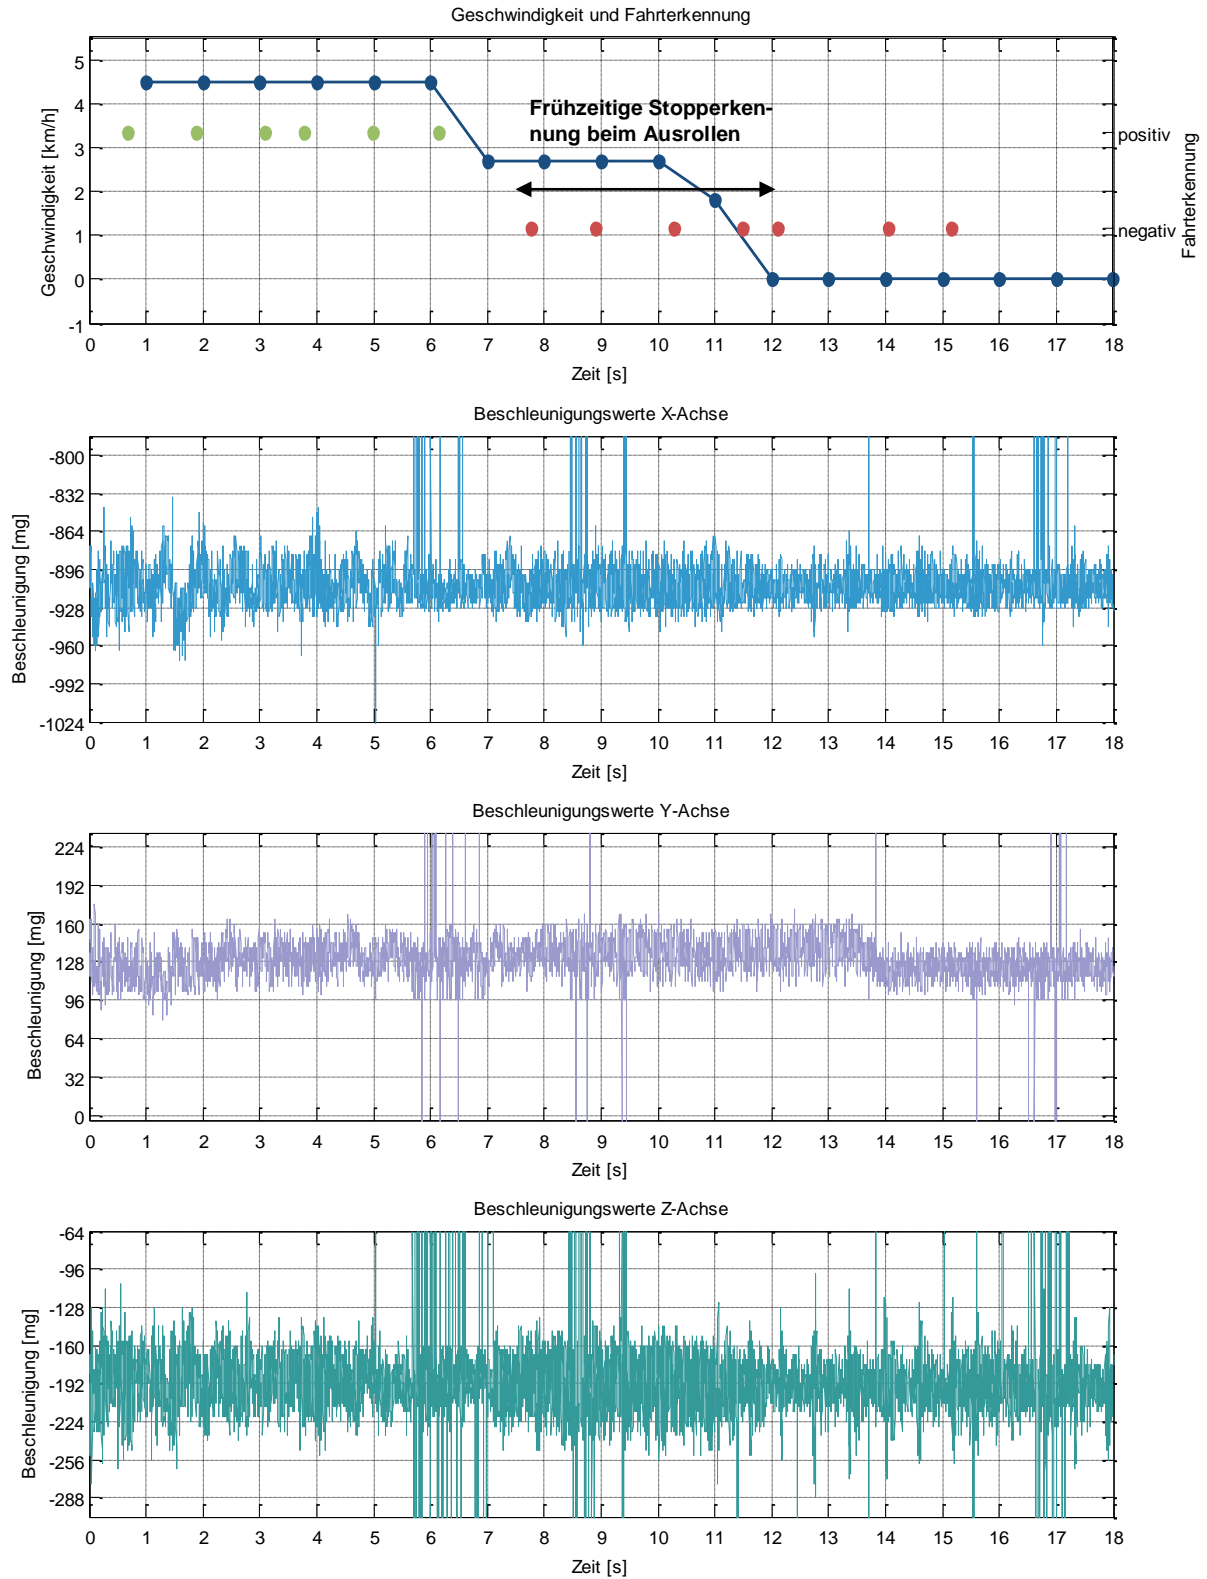 Geschwindigkeit und Fahrterkennung
5
4
3
2
1
0
-1
Geschwindigkeit [km/h]
Frühzeitige Stopperken-
nung beim Ausrollen
positiv
negativ
Fahrterkennung
0 1 2 3 4 5 6 7 8 9 10 11 12 13 14 15 16 17 18
Zeit [s]
Beschleunigungswerte X-Achse
-800
-832
-864
-896
-928
-960
-992
-1024
Beschleunigung [mg]
0 1 2 3 4 5 6 7 8 9 10 11 12 13 14 15 16 17 18
Zeit [s]
Beschleunigungswerte Y-Achse
224
192
160
128
96
64
32
0
Beschleunigung [mg]
0 1 2 3 4 5 6 7 8 9 10 11 12 13 14 15 16 17 18
Zeit [s]
Beschleunigungswerte Z-Achse
-64
-96
-128
-160
-192
-224
-256
-288
Beschleunigung [mg]
0 1 2 3 4 5 6 7 8 9 10 11 12 13 14 15 16 17 18
Zeit [s]